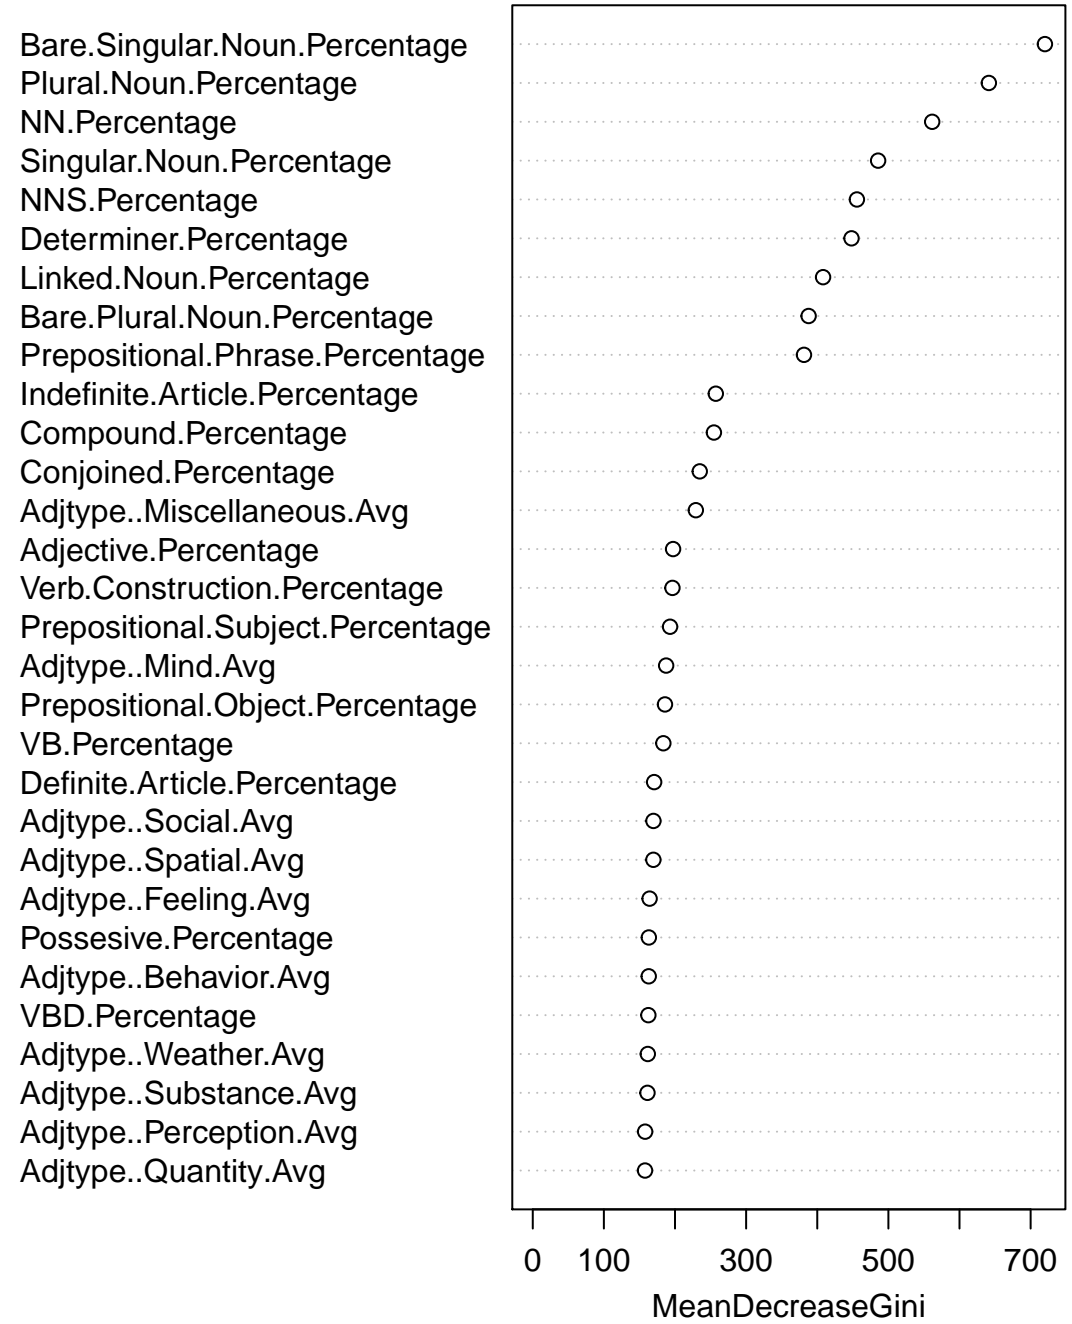 Bare.Singular.Noun.Percentage
Plural.Noun.Percentage
NN.Percentage
Singular.Noun.Percentage
NNS.Percentage
Determiner.Percentage
Linked.Noun.Percentage
Bare.Plural.Noun.Percentage
Prepositional.Phrase.Percentage
Indefinite.Article.Percentage
Compound.Percentage
Conjoined.Percentage
Adjtype..Miscellaneous.Avg
Adjective.Percentage
Verb.Construction.Percentage
Prepositional.Subject.Percentage
Adjtype..Mind.Avg
Prepositional.Object.Percentage
VB.Percentage
Definite.Article.Percentage
Adjtype..Social.Avg
Adjtype..Spatial.Avg
Adjtype..Feeling.Avg
Possesive.Percentage
Adjtype..Behavior.Avg
VBD.Percentage
Adjtype..Weather.Avg
Adjtype..Substance.Avg
Adjtype..Perception.Avg
Adjtype..Quantity.Avg
0 100 300 500 700
MeanDecreaseGini